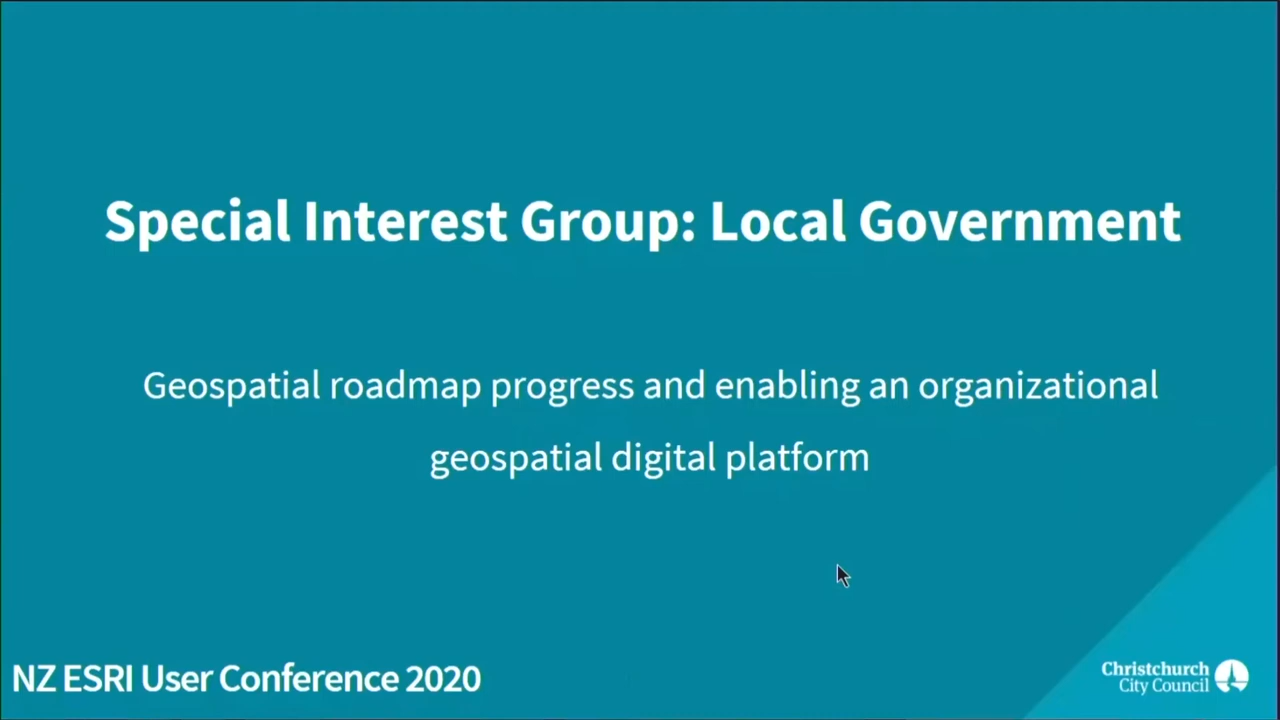 Special Interest Group: Local Government
Geospatial roadmap progress and enabling an organizational
geospatial digital platform
NZ ESRI User Conference 2020
Christchurch
City Council